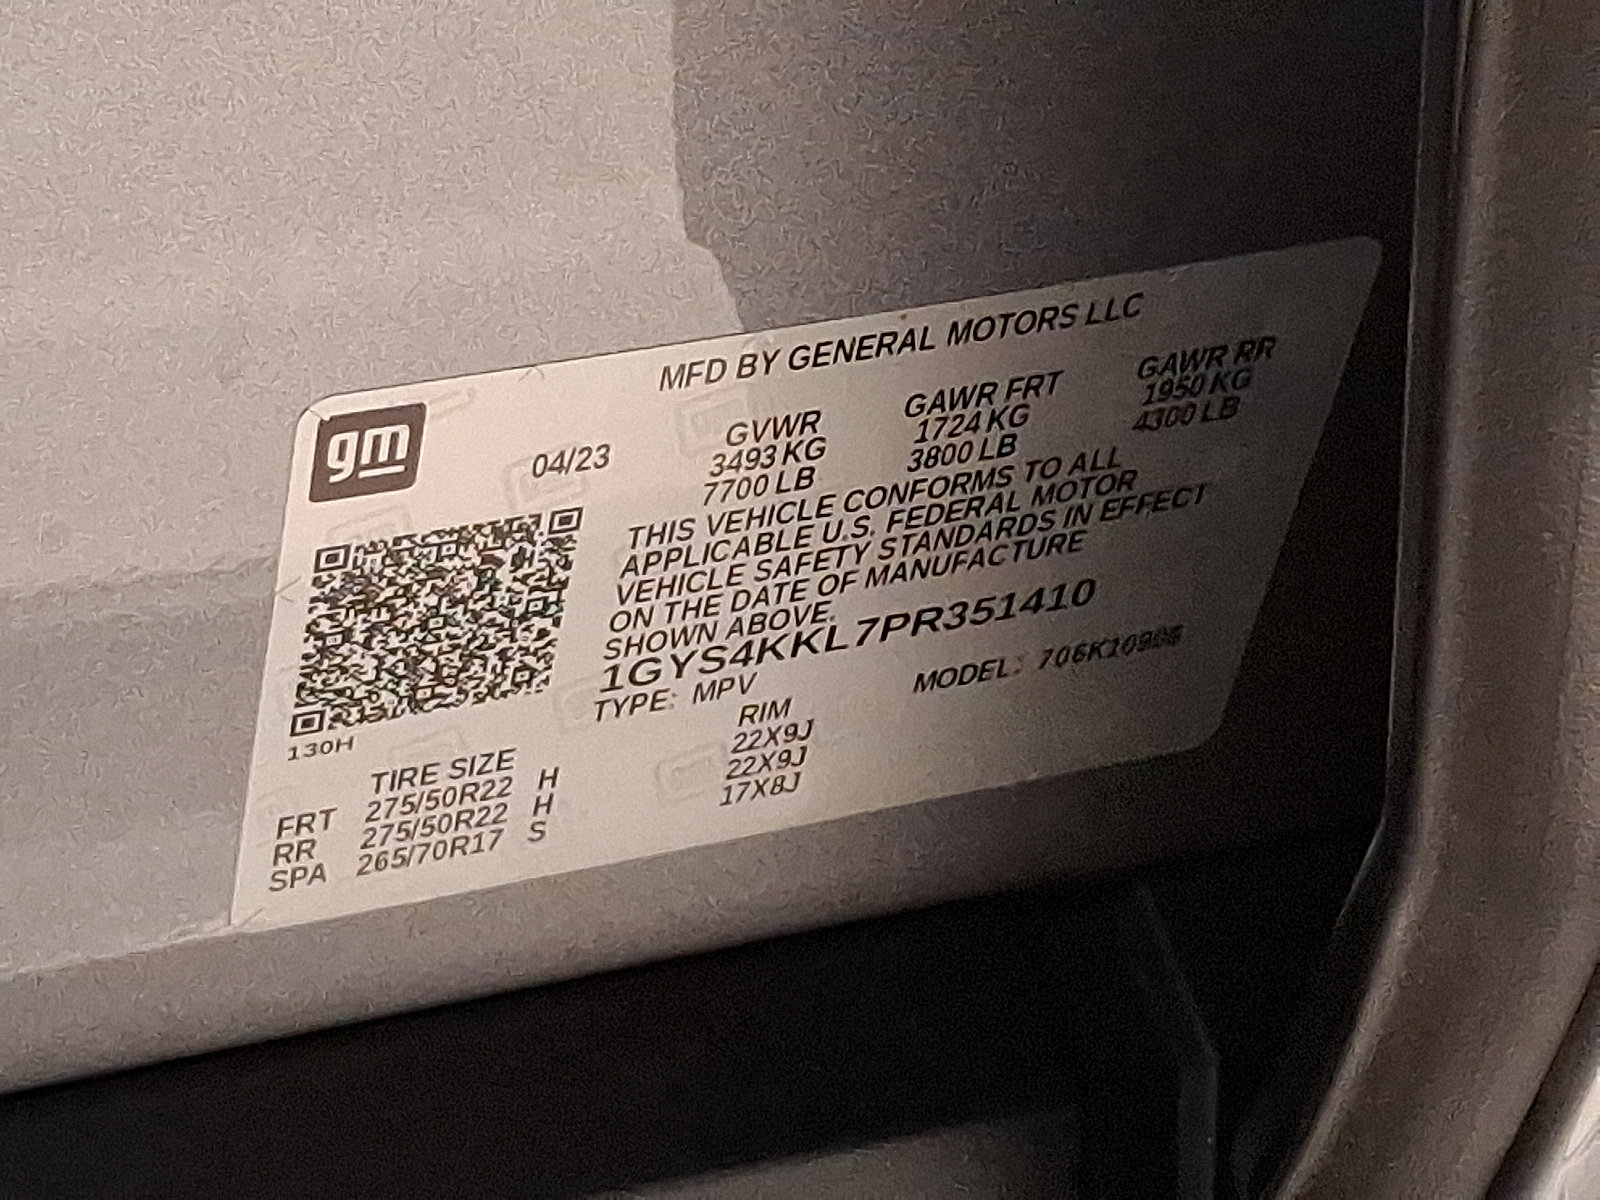 MFD BY GENERAL MOTORS LLC
gm
04/23 GVWR GAWR FRT GAWR RR
3493 KG 1724 KG 1950 KG
7700 LB 3800 LB 4300 LB
THIS VEHICLE CONFORMS TO ALL
APPLICABLE U.S. FEDERAL MOTOR
VEHICLE SAFETY STANDARDS IN EFFECT
ON THE DATE OF MANUFACTURE
SHOWN ABOVE.
1GYS4KKL7PR351410
TYPE: MPV MODEL:
130H
TIRE SIZE RIM
FRT 275/50R22 H 22X9J
RR 275/50R22 H 22X9J
SPA 265/70R17 S 17X8J